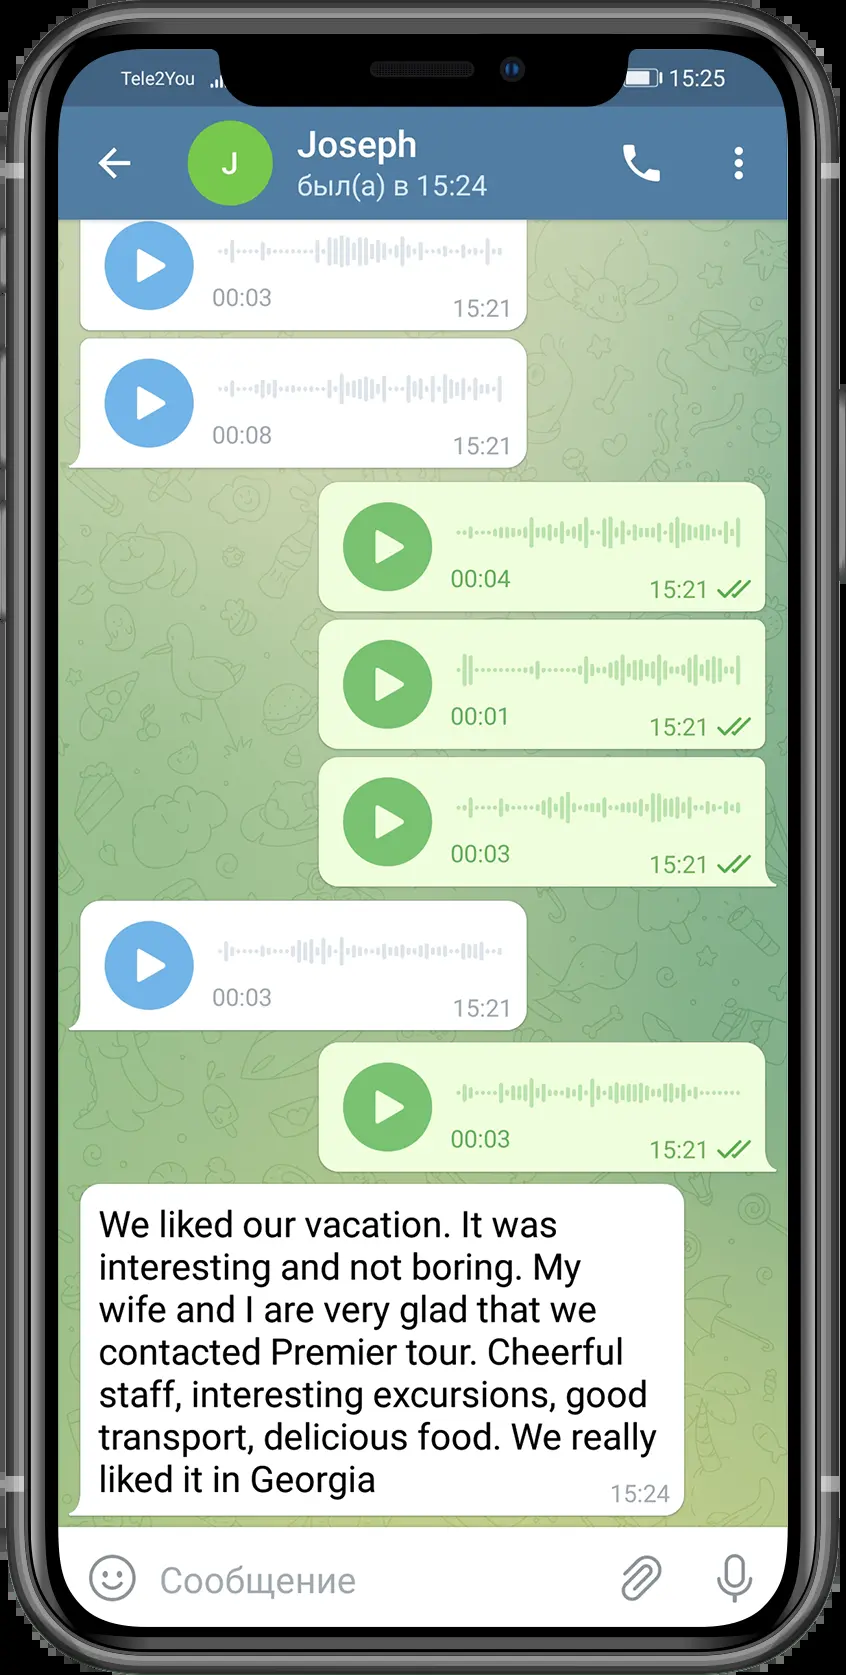 Tele2You 15:25
J
Joseph
был(а) в 15:24
00:03 15:21
00:08 15:21
00:04 15:21
00:01 15:21
00:03 15:21
00:03 15:21
00:03 15:21
We liked our vacation. It was
interesting and not boring. My
wife and I are very glad that we
contacted Premier tour. Cheerful
staff, interesting excursions, good
transport, delicious food. We really
liked it in Georgia
15:24
Сообщение